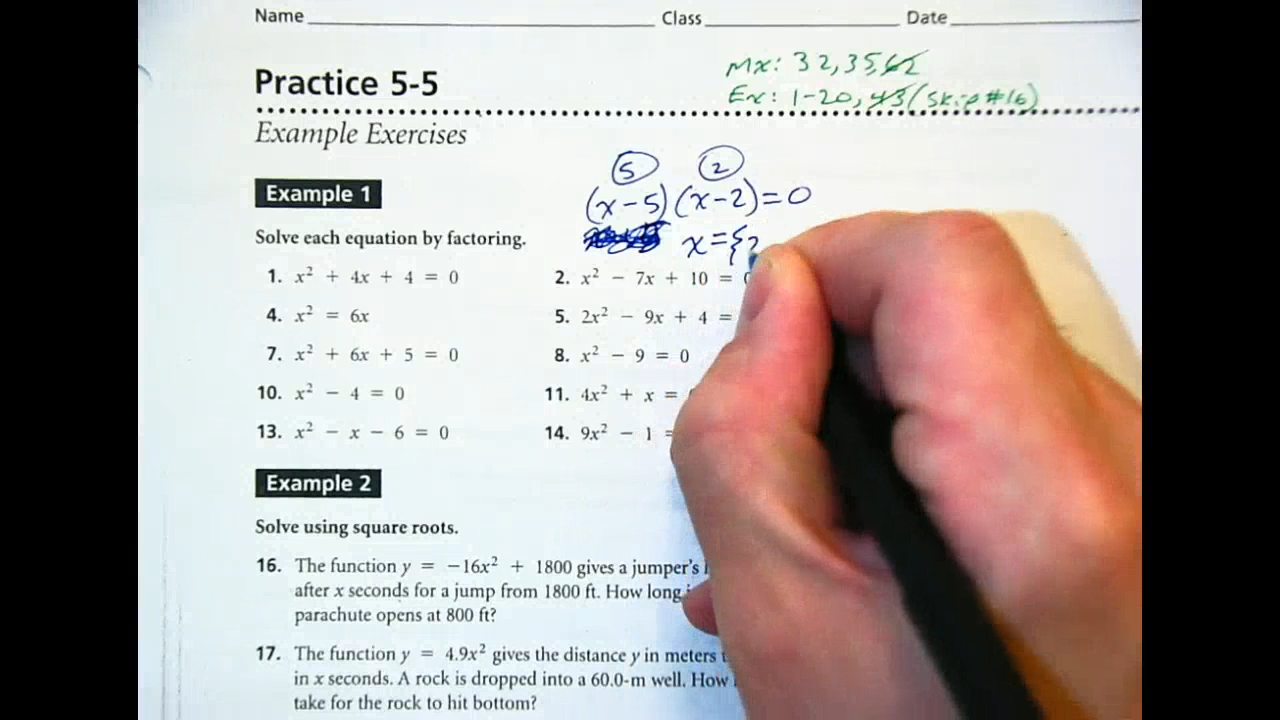 Name Class Date
Practice 5-5
Mx: 32, 35, 62
Ex: 1-20, 43 (skip #16)
Example Exercises
5 2
Example 1
(x-5)(x-2)=0
Solve each equation by factoring.
x={2
1. x² + 4x + 4 = 0 2. x² - 7x + 10 = 0
4. x² = 6x 5. 2x² - 9x + 4 =
7. x² + 6x + 5 = 0 8. x² - 9 = 0
10. x² - 4 = 0 11. 4x² + x =
13. x² - x - 6 = 0 14. 9x² - 1 =
Example 2
Solve using square roots.
16. The function y = -16x² + 1800 gives a jumper's
after x seconds for a jump from 1800 ft. How long
parachute opens at 800 ft?
17. The function y = 4.9x² gives the distance y in meters
in x seconds. A rock is dropped into a 60.0-m well. How
take for the rock to hit bottom?